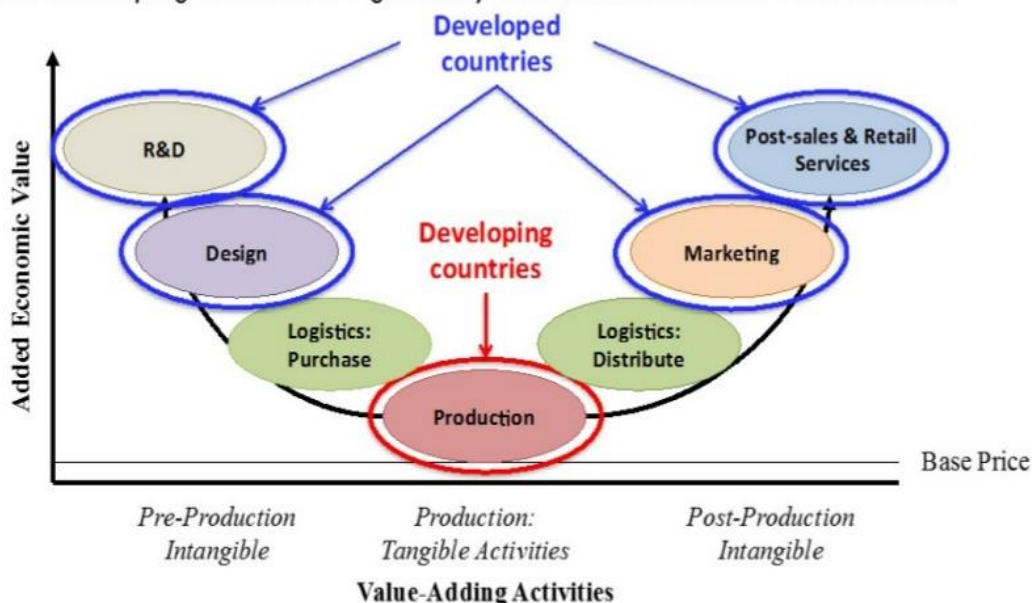 Developed
countries
R&D
Post-sales & Retail
Services
Design
Developing
countries
Marketing
Logistics:
Purchase
Logistics:
Distribute
Production
Added Economic Value
Base Price
Pre-Production
Intangible
Production:
Tangible Activities
Post-Production
Intangible
Value-Adding Activities